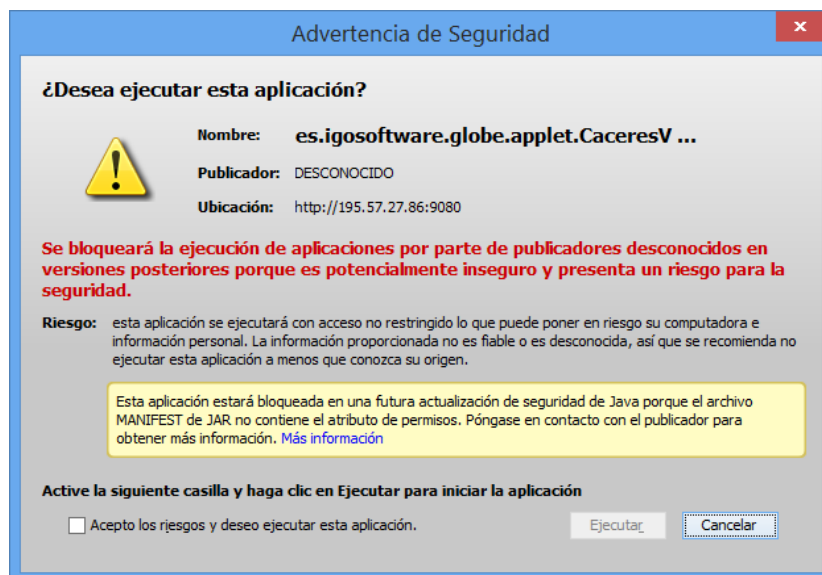 Advertencia de Seguridad
¿Desea ejecutar esta aplicación?
Nombre: es.igosoftware.globe.applet.CaceresV ...
Publicador: DESCONOCIDO
Ubicación: http://195.57.27.86:9080
Se bloqueará la ejecución de aplicaciones por parte de publicadores desconocidos en
versiones posteriores porque es potencialmente inseguro y presenta un riesgo para la
seguridad.
Riesgo: esta aplicación se ejecutará con acceso no restringido lo que puede poner en riesgo su computadora e
información personal. La información proporcionada no es fiable o es desconocida, así que se recomienda no
ejecutar esta aplicación a menos que conozca su origen.
Esta aplicación estará bloqueada en una futura actualización de seguridad de Java porque el archivo
MANIFEST de JAR no contiene el atributo de permisos. Póngase en contacto con el publicador para
obtener más información. Más información
Active la siguiente casilla y haga clic en Ejecutar para iniciar la aplicación
Acepto los riesgos y deseo ejecutar esta aplicación.
Ejecutar
Cancelar